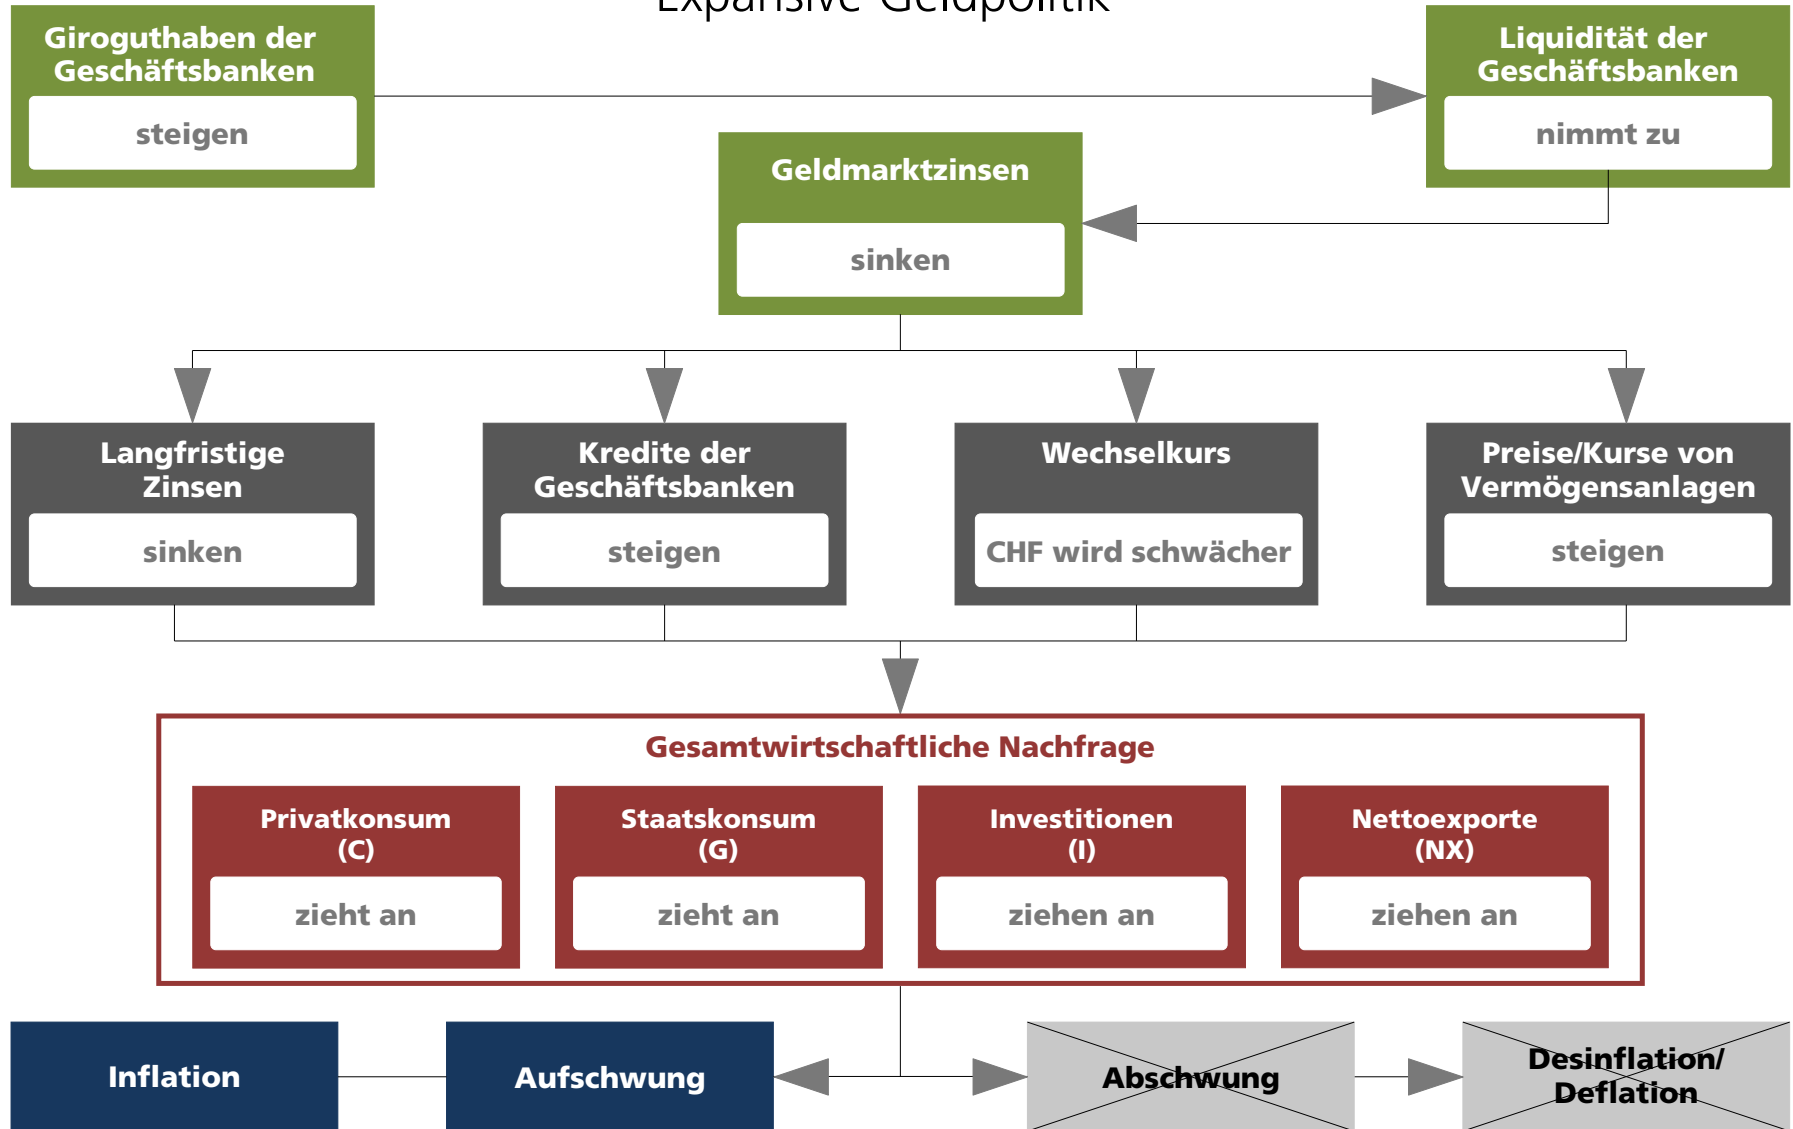 Expansive Geldpolitik
Giroguthaben der
Geschäftsbanken
steigen
Liquidität der
Geschäftsbanken
nimmt zu
Geldmarktzinsen
sinken
Langfristige
Zinsen
sinken
Kredite der
Geschäftsbanken
steigen
Wechselkurs
CHF wird schwächer
Preise/Kurse von
Vermögensanlagen
steigen
Gesamtwirtschaftliche Nachfrage
Privatkonsum
(C)
zieht an
Staatskonsum
(G)
zieht an
Investitionen
(I)
ziehen an
Nettoexporte
(NX)
ziehen an
Inflation
Aufschwung
Abschwung
Desinflation/
Deflation